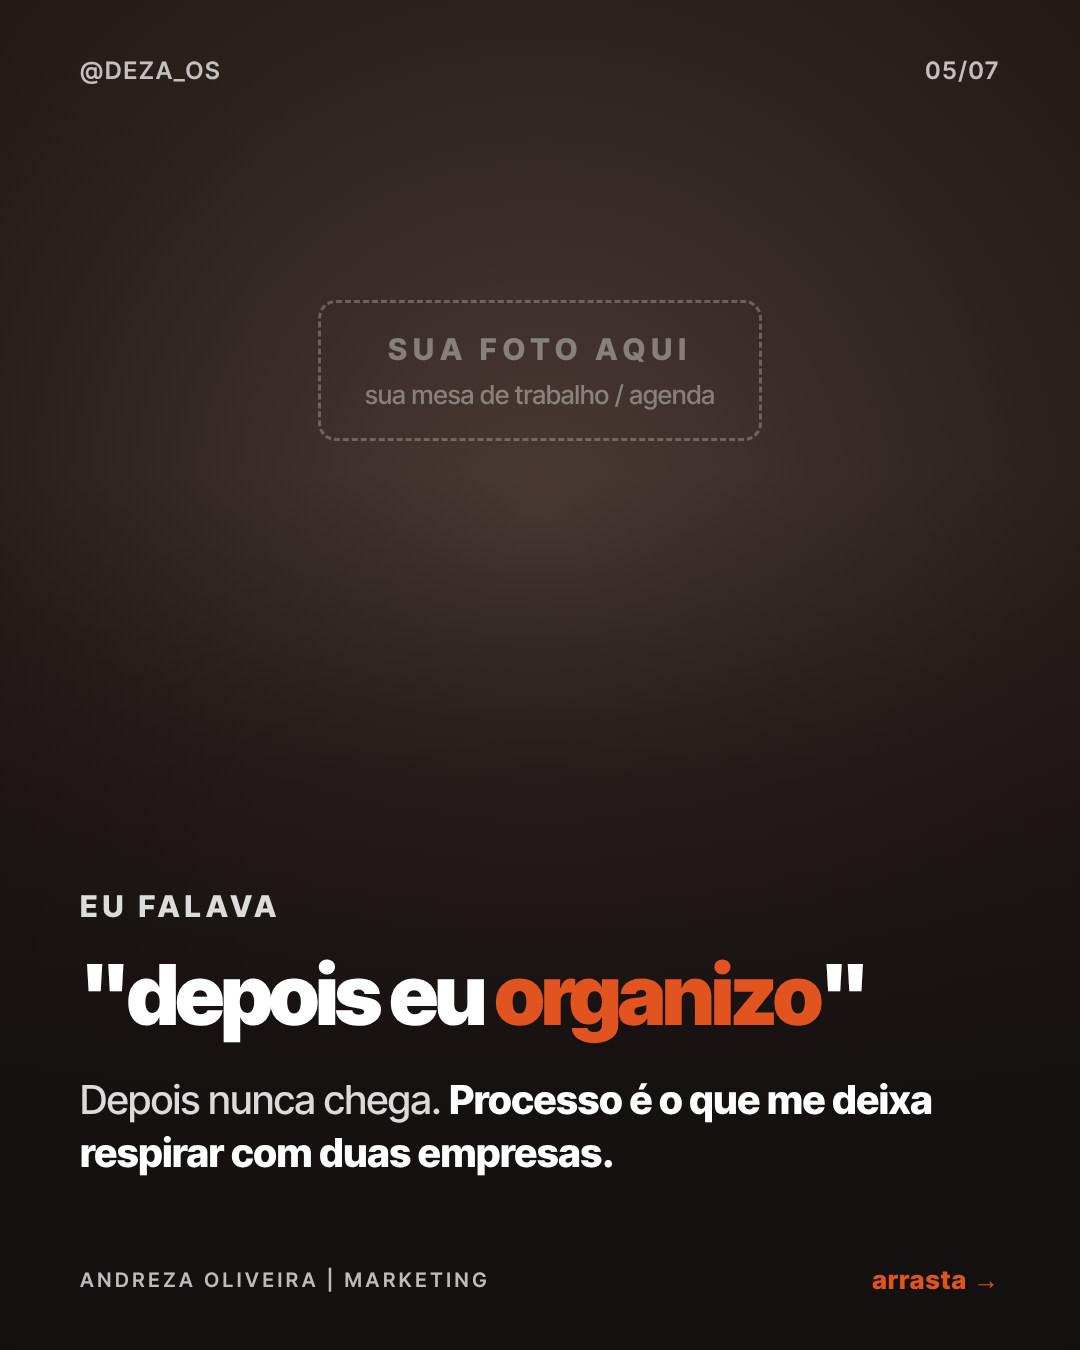 @DEZA_OS
05/07
SUA FOTO AQUI
sua mesa de trabalho / agenda
EU FALAVA
"depois eu organizo"
Depois nunca chega. Processo é o que me deixa
respirar com duas empresas.
ANDREZA OLIVEIRA | MARKETING
arrasta →